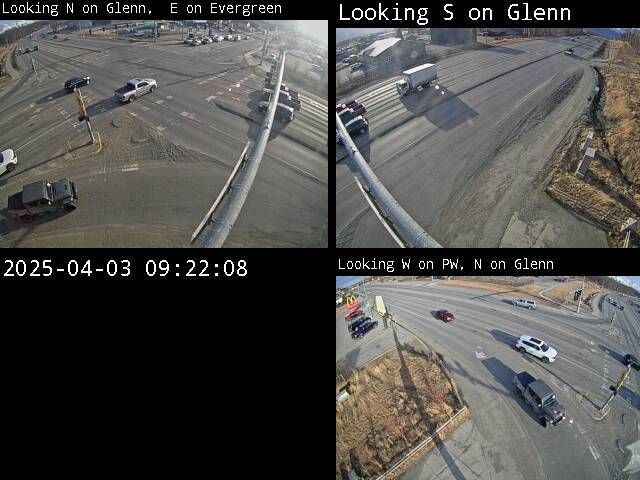 Looking N on Glenn,  E on Evergreen
Looking S on Glenn
2025-04-03 09:22:08
Looking W on PW, N on Glenn